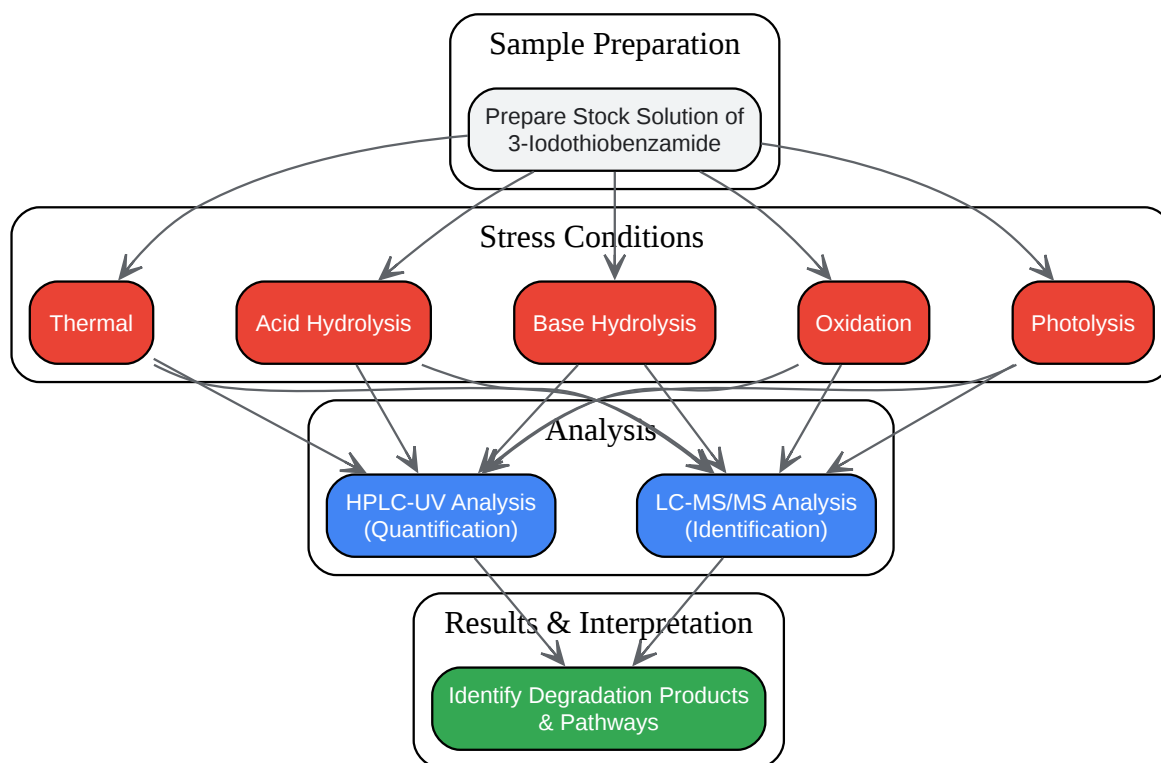 Sample Preparation
Prepare Stock Solution of
3-Iodothiobenzamide
Stress Conditions
Thermal
Acid Hydrolysis
Base Hydrolysis
Oxidation
Photolysis
Analysis
HPLC-UV Analysis
(Quantification)
LC-MS/MS Analysis
(Identification)
Results & Interpretation
Identify Degradation Products
& Pathways